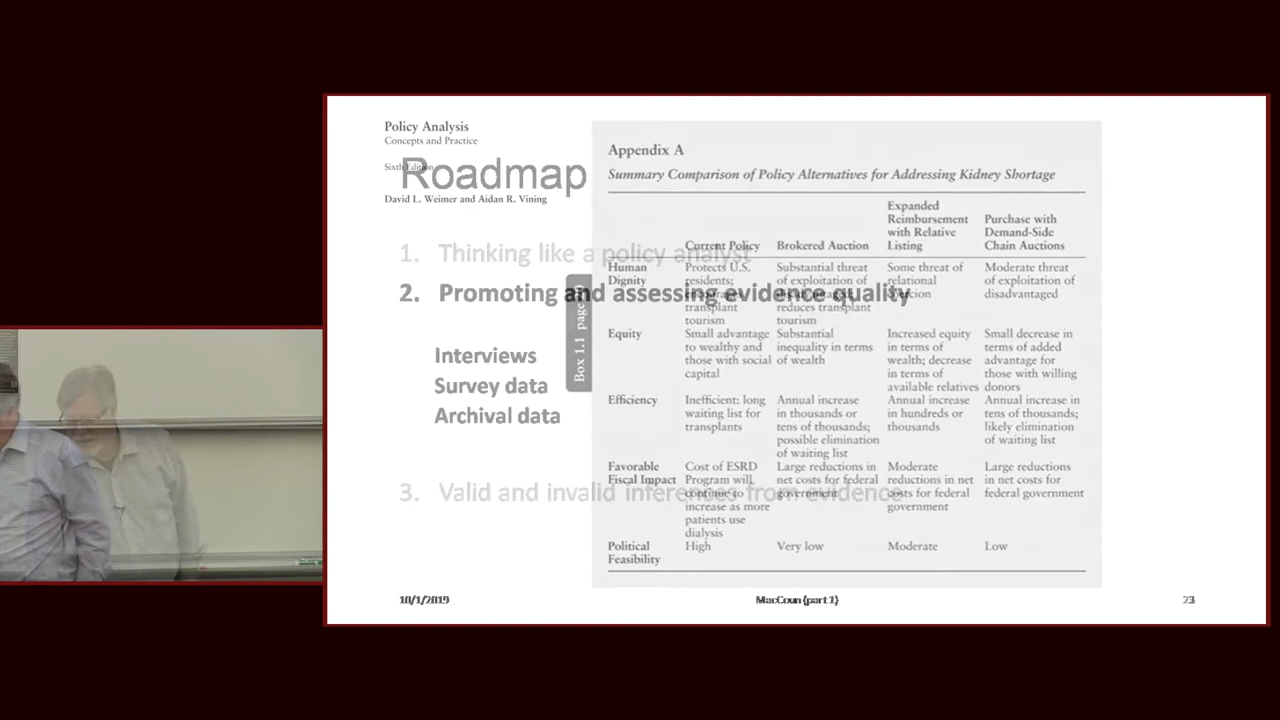 Policy Analysis
Concepts and Practice
Sixth Edition
Roadmap
David L. Weimer and Aidan R. Vining
1. Thinking like a policy analyst
2. Promoting and assessing evidence quality
Interviews
Survey data
Archival data
3. Valid and invalid inferences from evidence
Box 1.1 page
Appendix A
Summary Comparison of Policy Alternatives for Addressing Kidney Shortage
Current Policy
Brokered Auction
Expanded
Reimbursement
with Relative
Listing
Purchase with
Demand-Side
Chain Auctions
Human
Dignity
Protects U.S.
residents;
transplant
tourism
Substantial threat
of exploitation of
reduces transplant
tourism
Some threat of
relational
Moderate threat
of exploitation of
disadvantaged
Equity
Small advantage
to wealthy and
those with social
capital
Substantial
inequality in terms
of wealth
Increased equity
in terms of
wealth; decrease
in terms of
available relatives
Small decrease in
terms of added
advantage for
those with willing
donors
Efficiency
Inefficient: long
waiting list for
transplants
Annual increase
in thousands or
tens of thousands;
possible elimination
of waiting list
Annual increase
in hundreds or
thousands
Annual increase in
tens of thousands;
likely elimination
of waiting list
Favorable
Fiscal Impact
Cost of ESRD
Program will
continue to
increase as more
patients use
dialysis
Large reductions in
net costs for federal
government
Moderate
reductions in net
costs for federal
government
Large reductions
in net costs for
federal government
Political
Feasibility
High
Very low
Moderate
Low
10/1/2019
MacCoun (part 1)